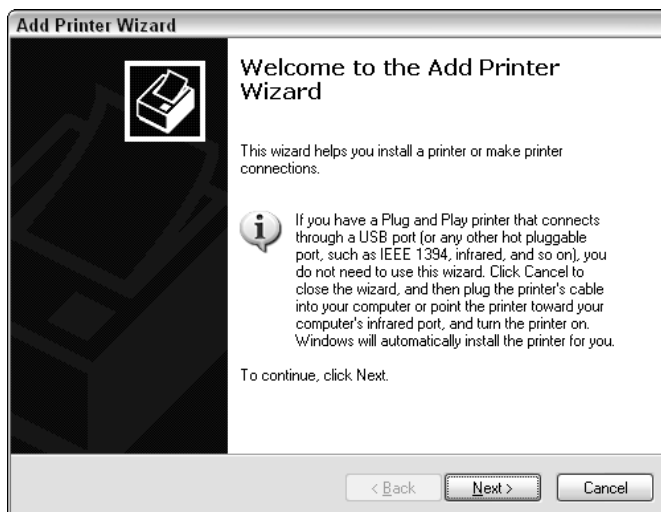 Add Printer Wizard
Welcome to the Add Printer
Wizard
This wizard helps you install a printer or make printer
connections.
If you have a Plug and Play printer that connects
through a USB port (or any other hot pluggable
port, such as IEEE 1394, infrared, and so on), you
do not need to use this wizard. Click Cancel to
close the wizard, and then plug the printer's cable
into your computer or point the printer toward your
computer's infrared port, and turn the printer on.
Windows will automatically install the printer for you.
To continue, click Next.
< Back Next > Cancel